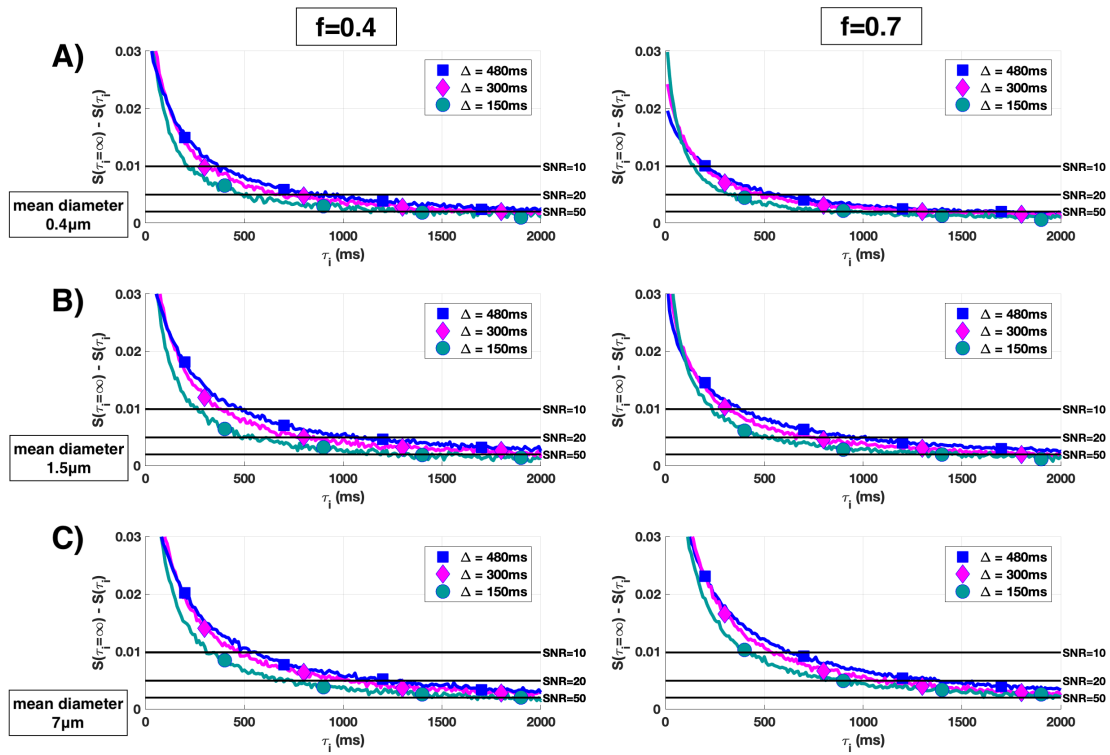 f=0.4
f=0.7
A)
mean diameter
0.4μm
S(τi=∞) - S(τi)
0.03
0.02
0.01
0
0 500 1000 1500 2000
τi (ms)
Δ = 480ms
Δ = 300ms
Δ = 150ms
SNR=10
SNR=20
SNR=50
S(τi=∞) - S(τi)
0.03
0.02
0.01
0
0 500 1000 1500 2000
τi (ms)
Δ = 480ms
Δ = 300ms
Δ = 150ms
SNR=10
SNR=20
SNR=50
B)
mean diameter
1.5μm
S(τi=∞) - S(τi)
0.03
0.02
0.01
0
0 500 1000 1500 2000
τi (ms)
Δ = 480ms
Δ = 300ms
Δ = 150ms
SNR=10
SNR=20
SNR=50
S(τi=∞) - S(τi)
0.03
0.02
0.01
0
0 500 1000 1500 2000
τi (ms)
Δ = 480ms
Δ = 300ms
Δ = 150ms
SNR=10
SNR=20
SNR=50
C)
mean diameter
7μm
S(τi=∞) - S(τi)
0.03
0.02
0.01
0
0 500 1000 1500 2000
τi (ms)
Δ = 480ms
Δ = 300ms
Δ = 150ms
SNR=10
SNR=20
SNR=50
S(τi=∞) - S(τi)
0.03
0.02
0.01
0
0 500 1000 1500 2000
τi (ms)
Δ = 480ms
Δ = 300ms
Δ = 150ms
SNR=10
SNR=20
SNR=50